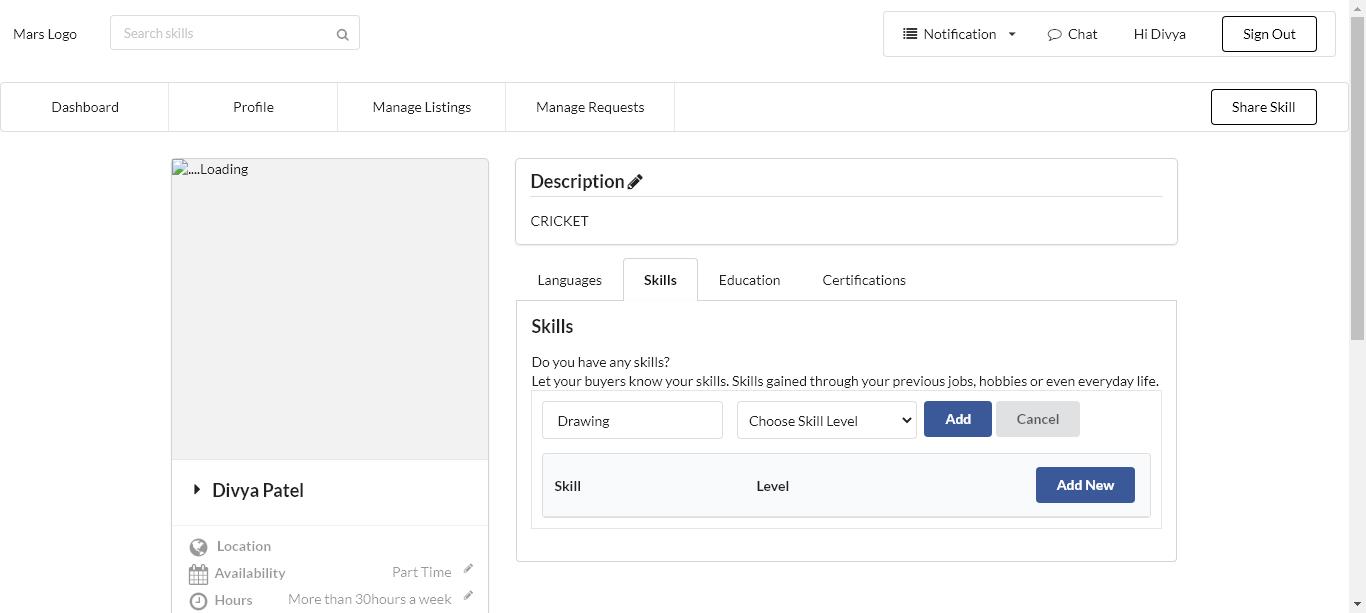 Mars Logo
Search skills
Notification
Chat
Hi Divya
Sign Out
Dashboard
Profile
Manage Listings
Manage Requests
Share Skill
....Loading
Divya Patel
Location
Availability
Part Time
Hours
More than 30hours a week
Description
CRICKET
Languages
Skills
Education
Certifications
Skills
Do you have any skills?
Let your buyers know your skills. Skills gained through your previous jobs, hobbies or even everyday life.
Drawing
Choose Skill Level
Add
Cancel
Skill
Level
Add New